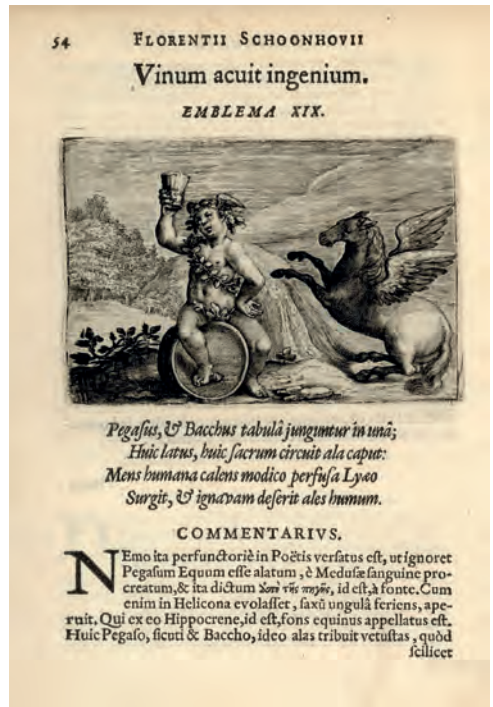 54 FLORENTII SCHOONHOVII
Vinum acuit ingenium.
EMBLEMA XIX.
Pegaſus, & Bacchus tabulâ junguntur in unâ;
Huic latus, huic ſacrum circuit ala caput:
Mens humana calens modico perfuſa Lyæo
Surgit, & ignavam deſerit ales humum.
COMMENTARIVS.
NEmo ita perfunctoriè in Poëtis verſatus eſt, ut ignoret
Pegaſum Equum eſſe alatum, è Meduſæ ſanguine pro-
creatum, & ita dictum ἀπὸ τῆς πηγῆς, id eſt, à fonte. Cum
enim in Helicona evolaſſet, ſaxũ ungulâ feriens, ape-
ruit. Qui ex eo Hippocrene, id eſt, fons equinus appellatus eſt.
Huic Pegaſo, ſicuti & Baccho, ideo alas tribuit vetuſtas, quòd
ſcilicet